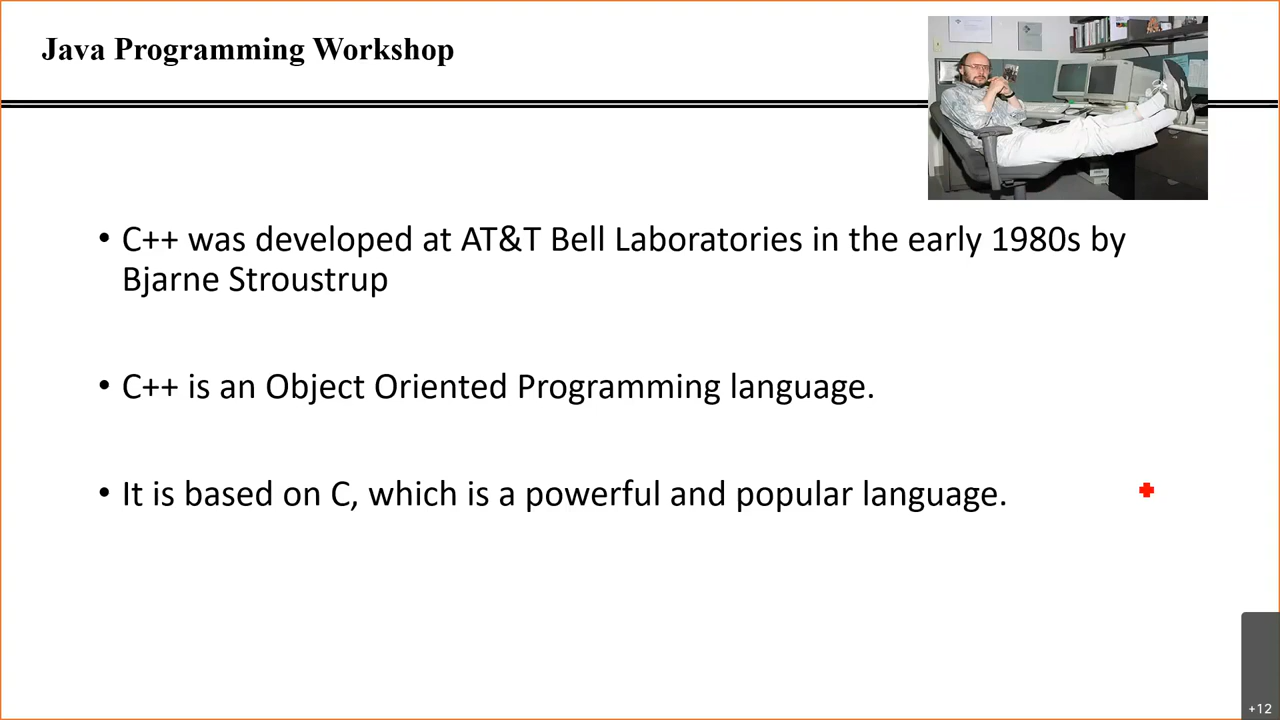 Java Programming Workshop
• C++ was developed at AT&T Bell Laboratories in the early 1980s by
Bjarne Stroustrup
• C++ is an Object Oriented Programming language.
• It is based on C, which is a powerful and popular language.
+12